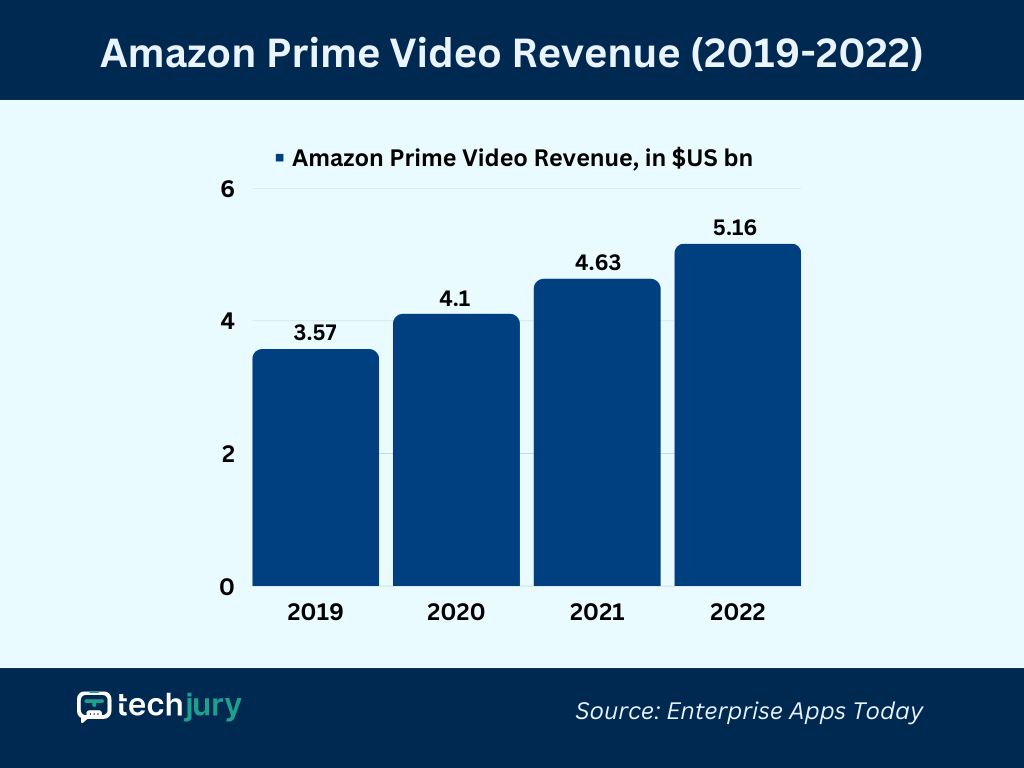 Amazon Prime Video Revenue (2019-2022)
Amazon Prime Video Revenue, in $US bn
6
4
2
0
3.57
4.1
4.63
5.16
2019 2020 2021 2022
techjury
Source: Enterprise Apps Today